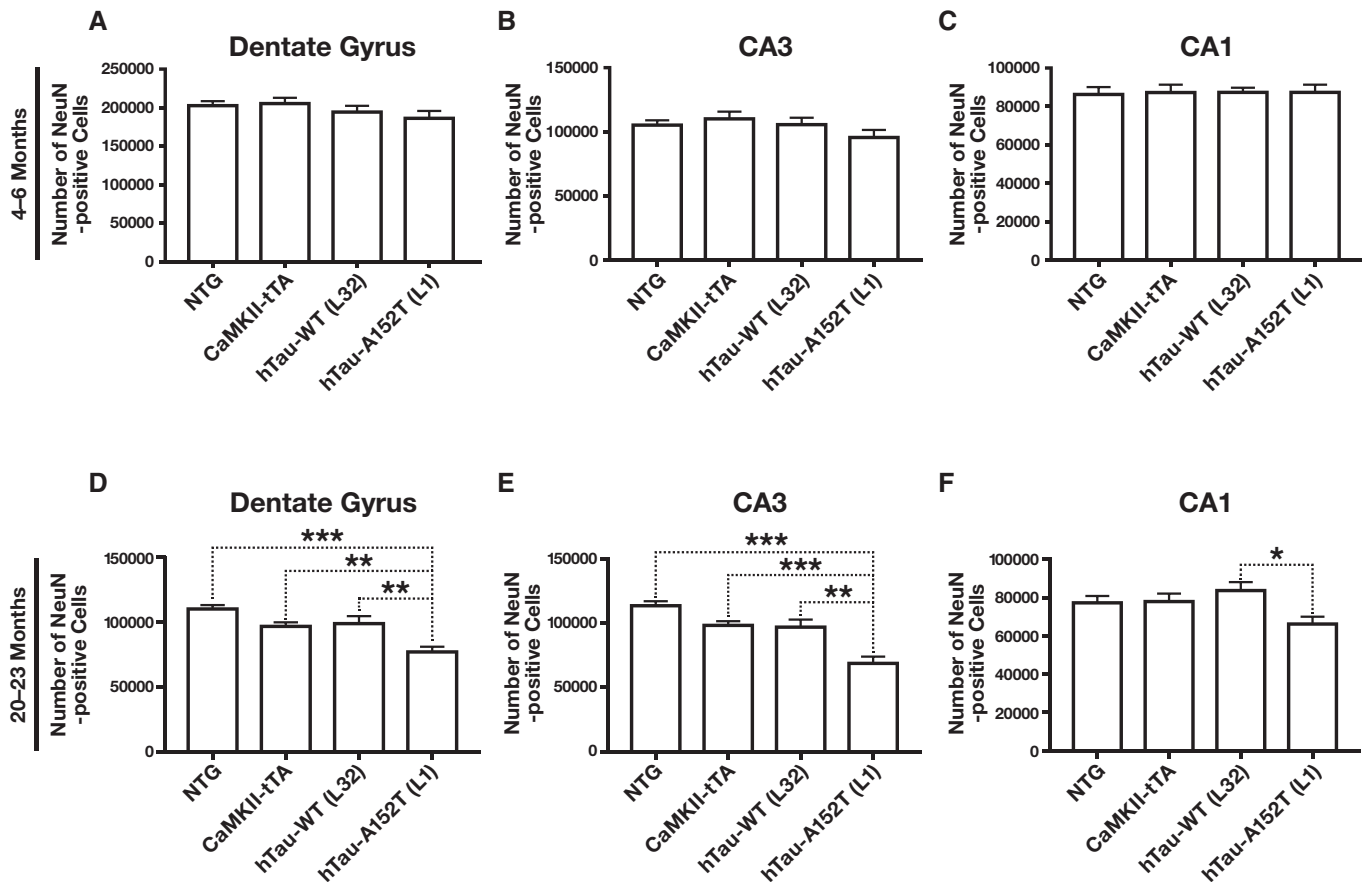 A
Dentate Gyrus
4–6 Months
Number of NeuN
-positive Cells
250000
200000
150000
100000
50000
0
NTG
CaMKII-tTA
hTau-WT (L32)
hTau-A152T (L1)
B
CA3
Number of NeuN
-positive Cells
150000
100000
50000
0
NTG
CaMKII-tTA
hTau-WT (L32)
hTau-A152T (L1)
C
CA1
Number of NeuN
-positive Cells
100000
80000
60000
40000
20000
0
NTG
CaMKII-tTA
hTau-WT (L32)
hTau-A152T (L1)
D
Dentate Gyrus
20–23 Months
Number of NeuN
-positive Cells
150000
100000
50000
0
***
**
**
NTG
CaMKII-tTA
hTau-WT (L32)
hTau-A152T (L1)
E
CA3
Number of NeuN
-positive Cells
150000
100000
50000
0
***
***
**
NTG
CaMKII-tTA
hTau-WT (L32)
hTau-A152T (L1)
F
CA1
Number of NeuN
-positive Cells
100000
80000
60000
40000
20000
0
*
NTG
CaMKII-tTA
hTau-WT (L32)
hTau-A152T (L1)